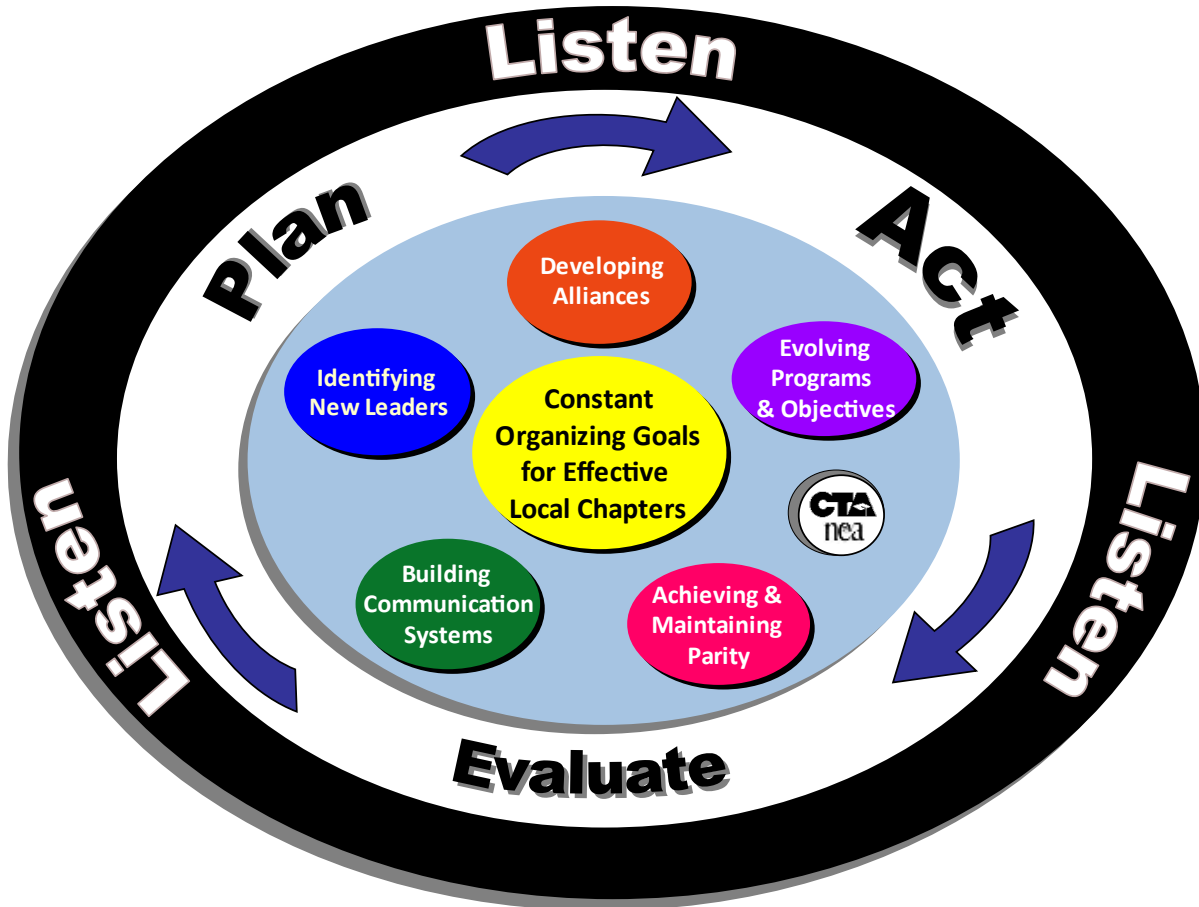 Listen
Plan
Act
Developing
Alliances
Identifying
New Leaders
Evolving
Programs
& Objectives
Constant
Organizing Goals
for Effective
Local Chapters
CTA
nea
Listen
Listen
Building
Communication
Systems
Achieving &
Maintaining
Parity
Evaluate